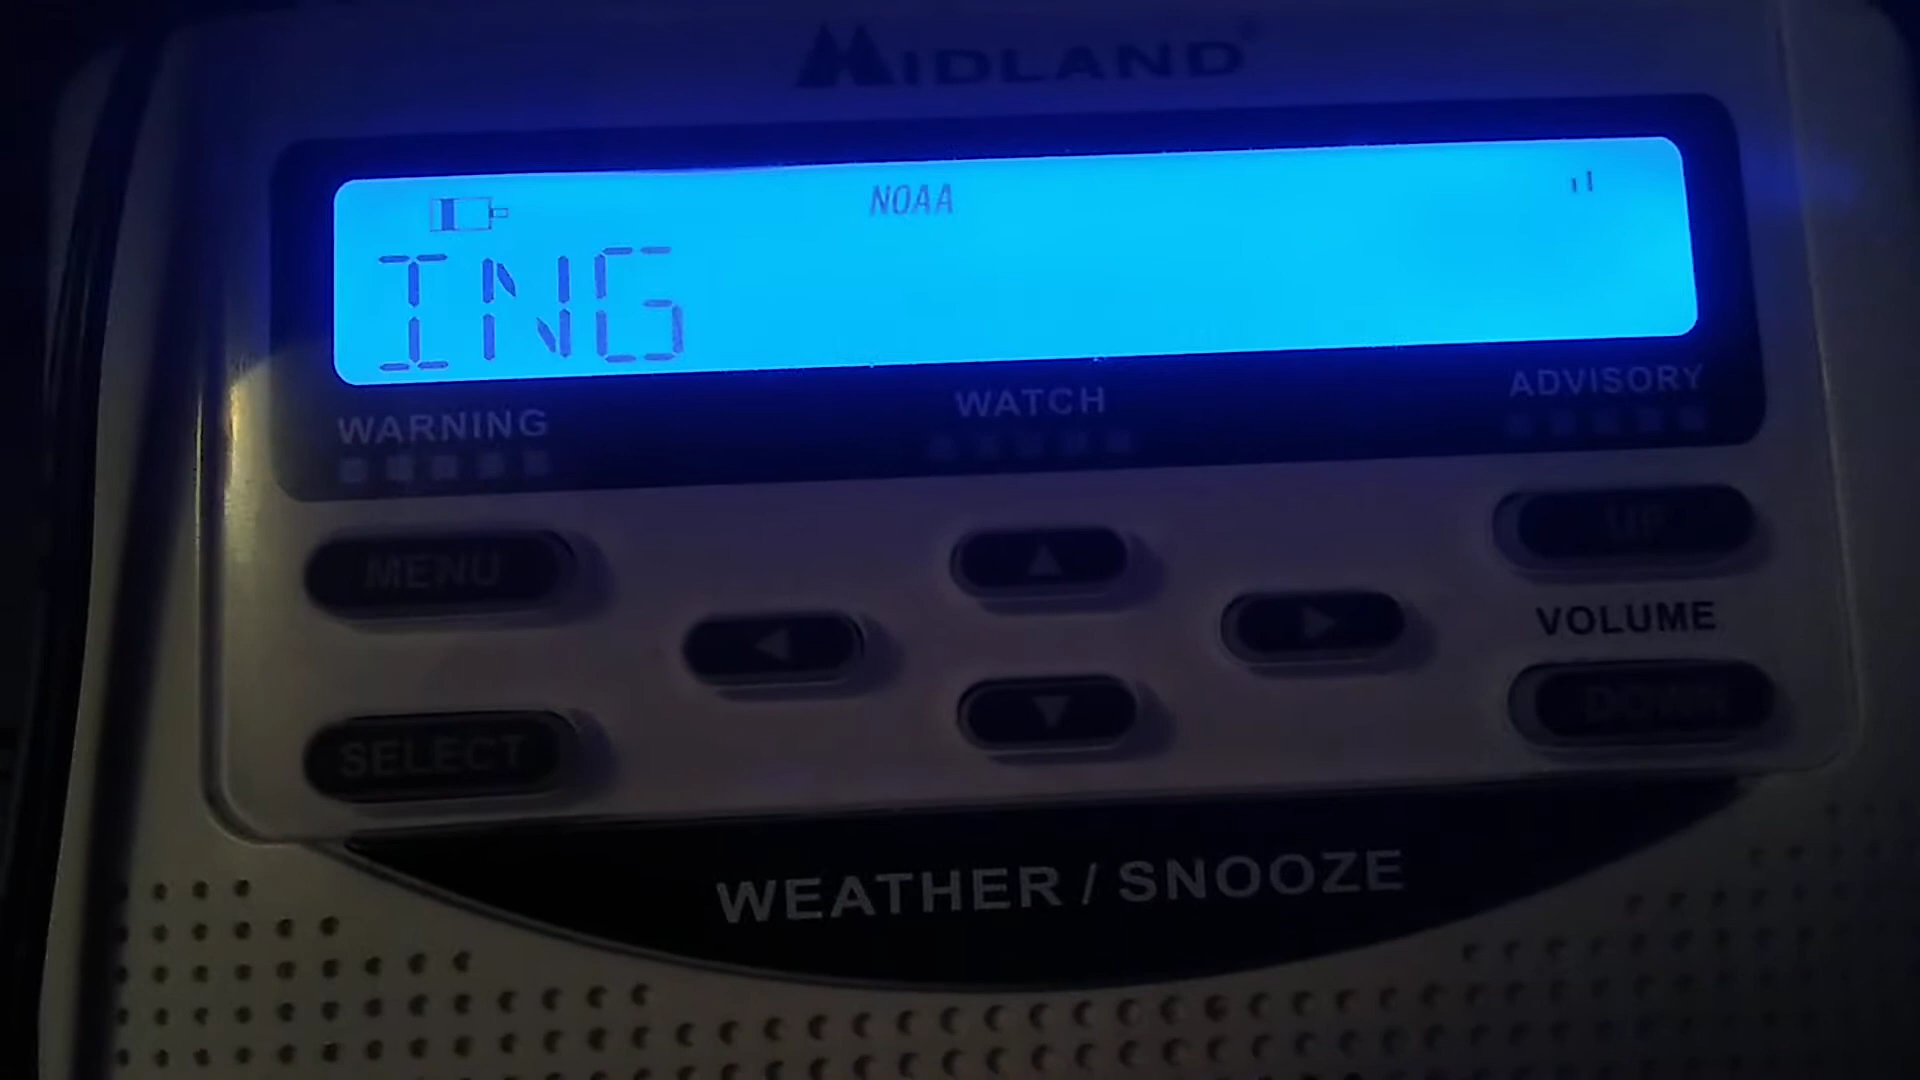 MIDLAND
NOAA
ING
WARNING
WATCH
ADVISORY
MENU
UP
VOLUME
SELECT
DOWN
WEATHER / SNOOZE